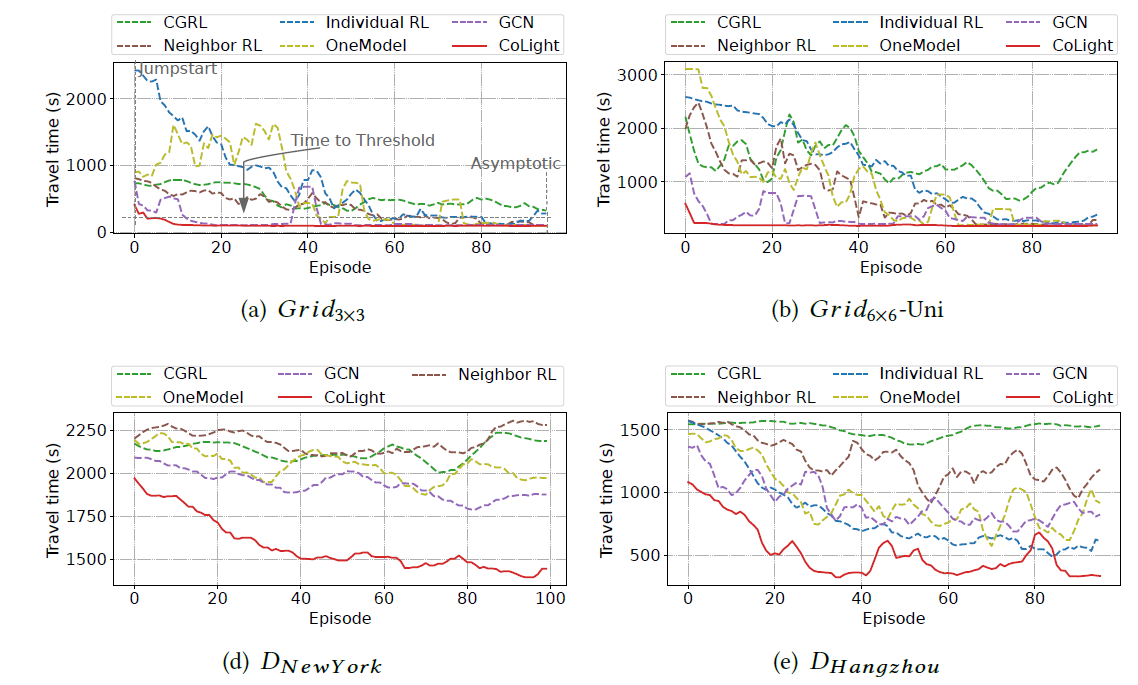 CGRL Individual RL GCN
Neighbor RL OneModel CoLight
Jumpstart
Time to Threshold
Asymptotic
Travel time (s)
2000
1000
0
0 20 40 60 80
Episode
(a) Grid3×3
CGRL Individual RL GCN
Neighbor RL OneModel CoLight
Travel time (s)
3000
2000
1000
0 20 40 60 80
Episode
(b) Grid6×6-Uni
CGRL GCN Neighbor RL
OneModel CoLight
Travel time (s)
2250
2000
1750
1500
0 20 40 60 80 100
Episode
(d) DNewYork
CGRL Individual RL GCN
Neighbor RL OneModel CoLight
Travel time (s)
1500
1000
500
0 20 40 60 80
Episode
(e) DHangzhou